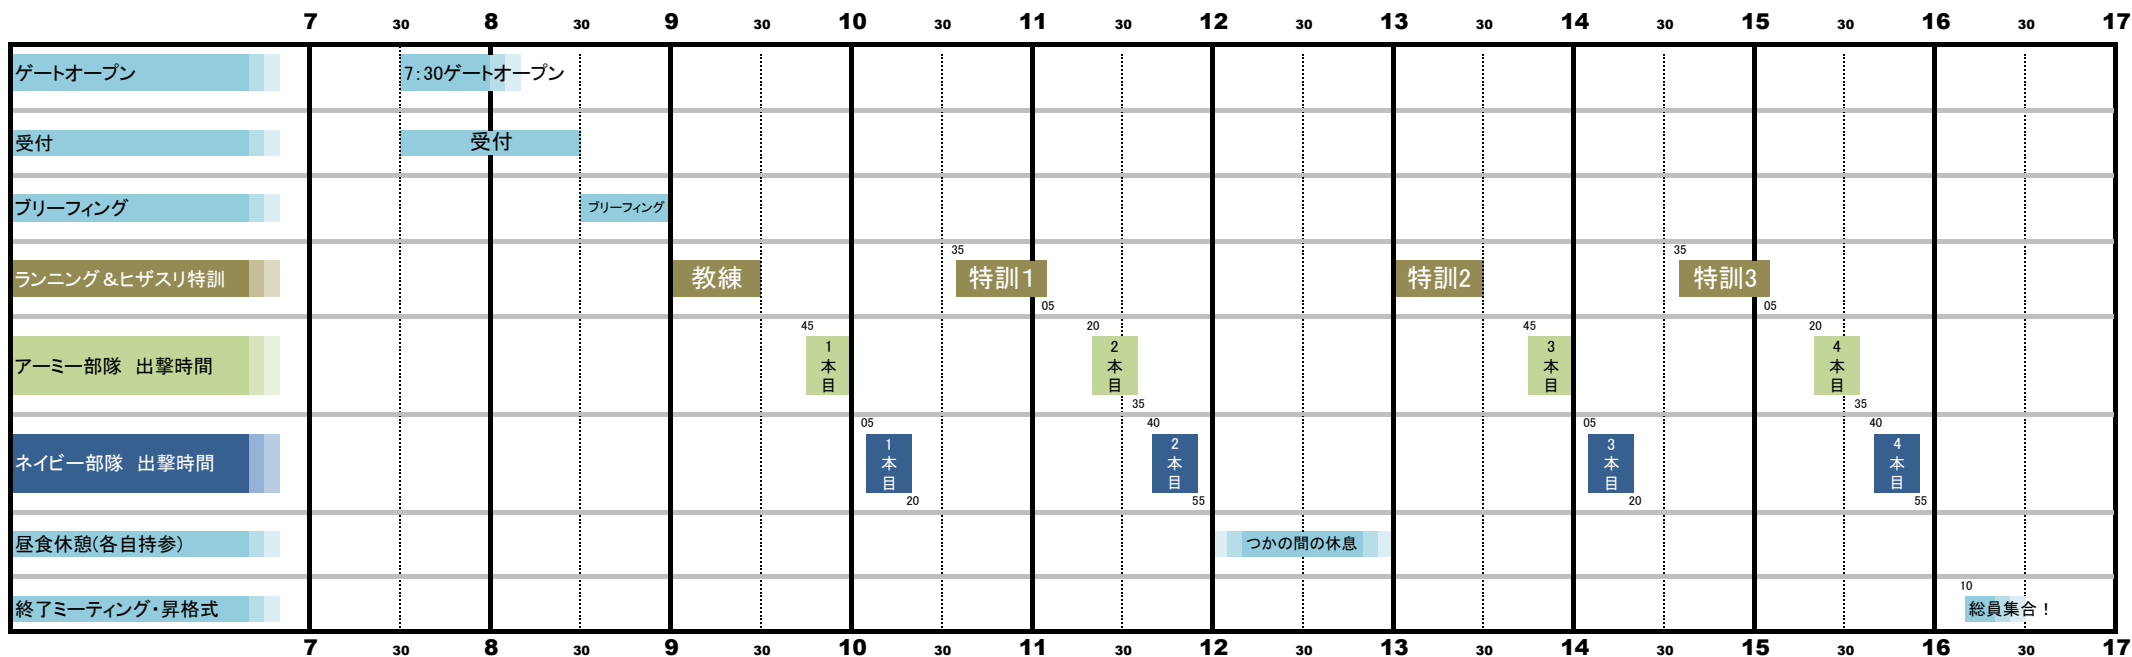 7 30 8 30 9 30 10 30 11 30 12 30 13 30 14 30 15 30 16 30 17
ゲートオープン 7:30ゲートオープン
受付 受付
ブリーフィング ブリーフィング
35 35
ランニング&ヒザスリ特訓 教練 特訓1 特訓2 特訓3
05 05
45 20 45 20
アーミー部隊 出撃時間 1本目 2本目 3本目 4本目
35 35
05 40 05 40
ネイビー部隊 出撃時間 1本目 2本目 3本目 4本目
20 55 20 55
昼食休憩(各自持参) つかの間の休息
10
終了ミーティング・昇格式 総員集合!
7 30 8 30 9 30 10 30 11 30 12 30 13 30 14 30 15 30 16 30 17